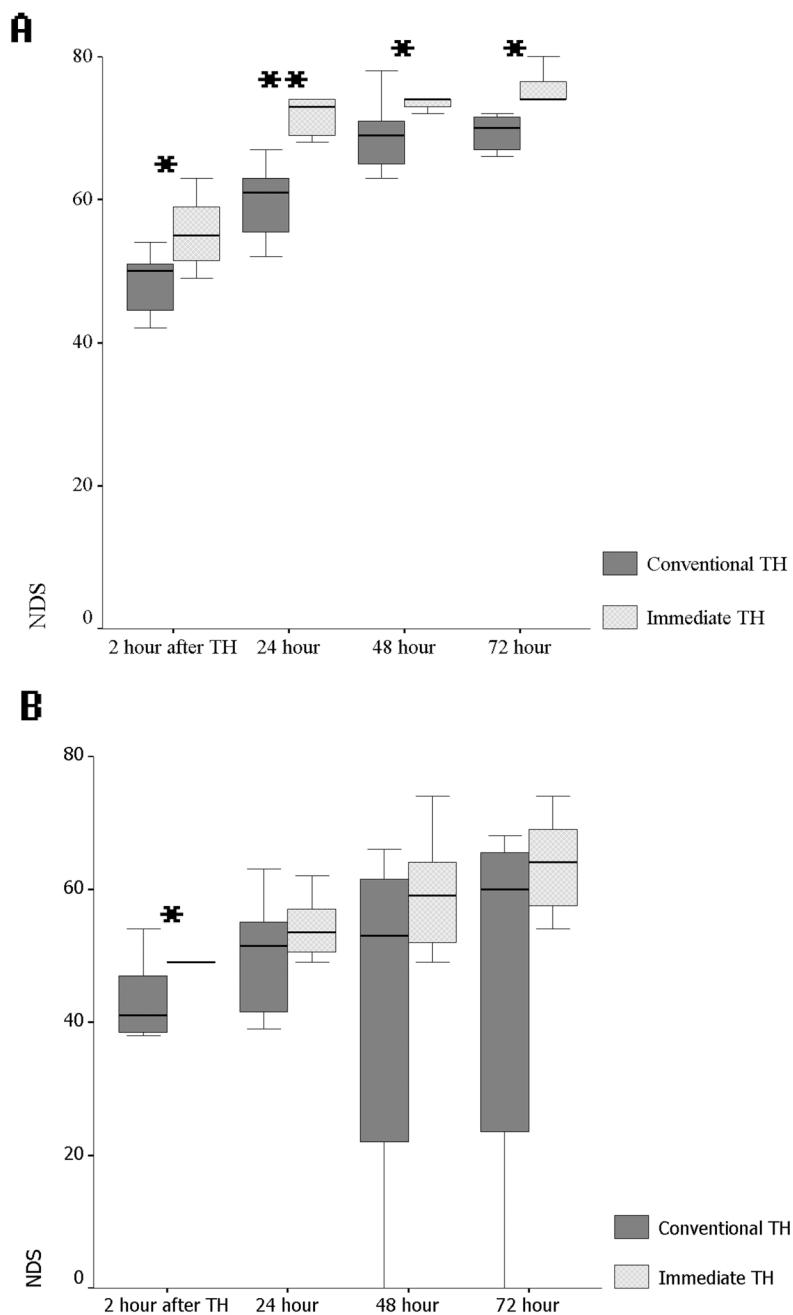 A
80
60
40
20
0
NDS
* ** * *
Conventional TH
Immediate TH
2 hour after TH 24 hour 48 hour 72 hour
B
80
60
40
20
0
NDS
*
Conventional TH
Immediate TH
2 hour after TH 24 hour 48 hour 72 hour